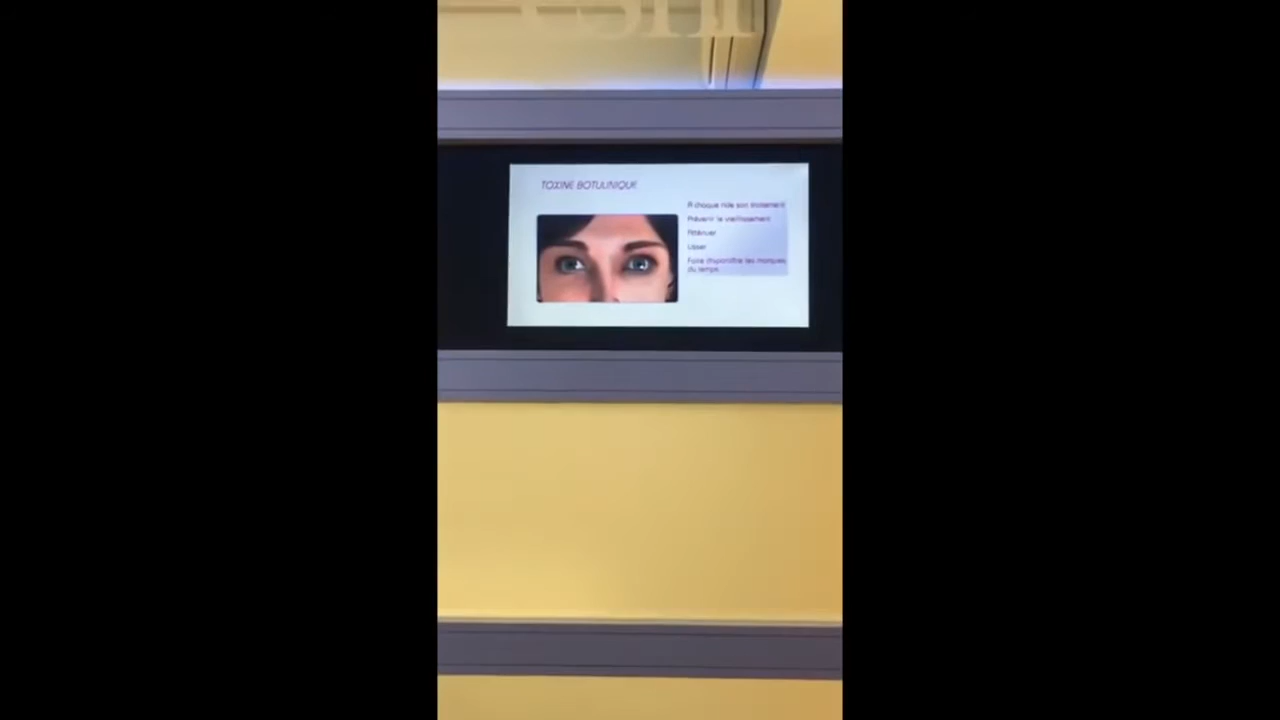 TOXINE BOTULINIQUE
A chaque ride son traitement
Prévenir le vieillissement
Atténuer
Lisser
Faire disparaître les marques
du temps